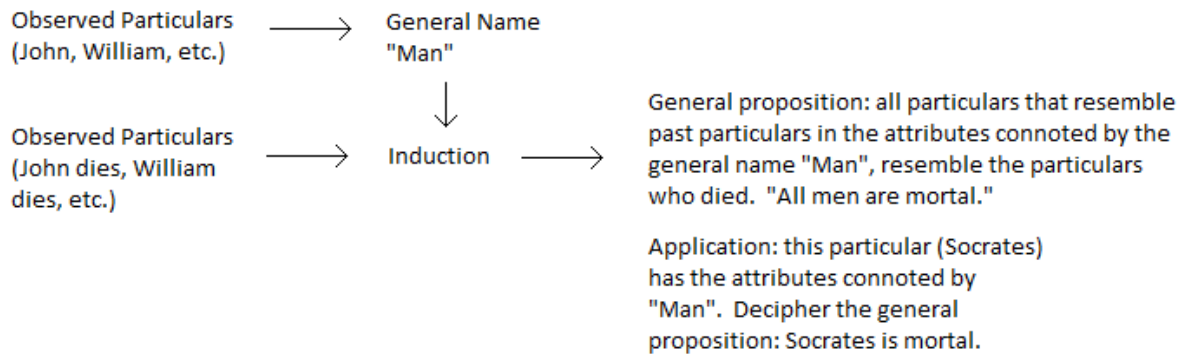 Observed Particulars
(John, William, etc.)
General Name
"Man"
Observed Particulars
(John dies, William
dies, etc.)
Induction
General proposition: all particulars that resemble
past particulars in the attributes connoted by the
general name "Man", resemble the particulars
who died.  "All men are mortal."
Application: this particular (Socrates)
has the attributes connoted by
"Man".  Decipher the general
proposition: Socrates is mortal.